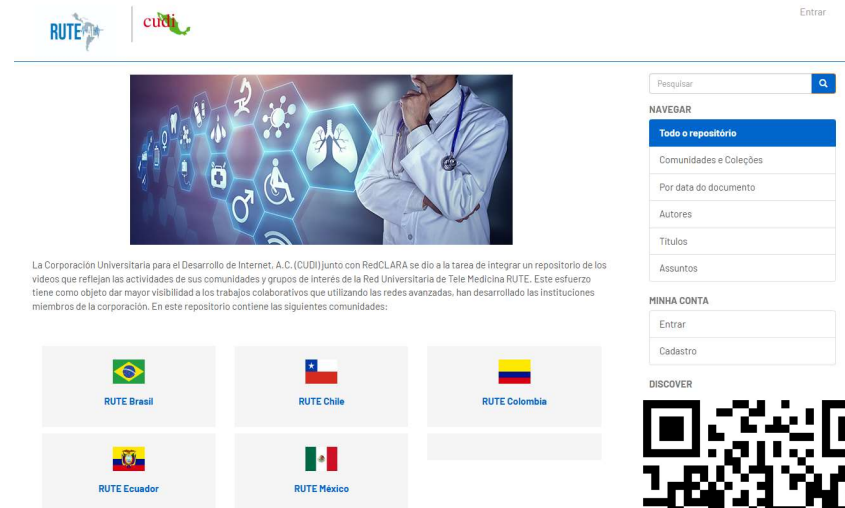 RUTE
cudi
Entrar
Pesquisar
NAVEGAR
Todo o repositório
Comunidades e Coleções
Por data do documento
Autores
Títulos
Assuntos
MINHA CONTA
Entrar
Cadastro
DISCOVER
La Corporación Universitaria para el Desarrollo de Internet, A.C. (CUDI) junto con RedCLARA se dio a la tarea de integrar un repositorio de los
videos que reflejan las actividades de sus comunidades y grupos de interés de la Red Universitaria de Tele Medicina RUTE. Este esfuerzo
tiene como objeto dar mayor visibilidad a los trabajos colaborativos que utilizando las redes avanzadas, han desarrollado las instituciones
miembros de la corporación. En este repositorio contiene las siguientes comunidades:
RUTE Brasil
RUTE Chile
RUTE Colombia
RUTE Ecuador
RUTE México